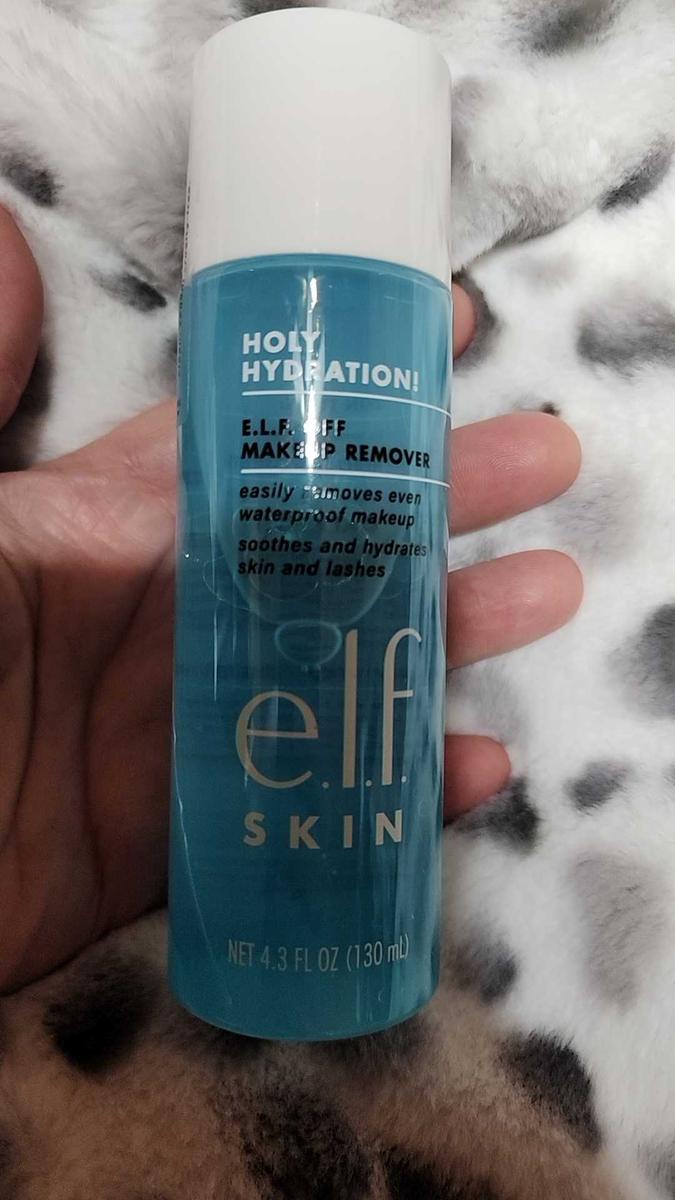 HOLY
HYDRATION!
E.L.F. OFF
MAKEUP REMOVER
easily removes even
waterproof makeup
soothes and hydrates
skin and lashes
e.l.f.
SKIN
NET 4.3 FL OZ (130 mL)